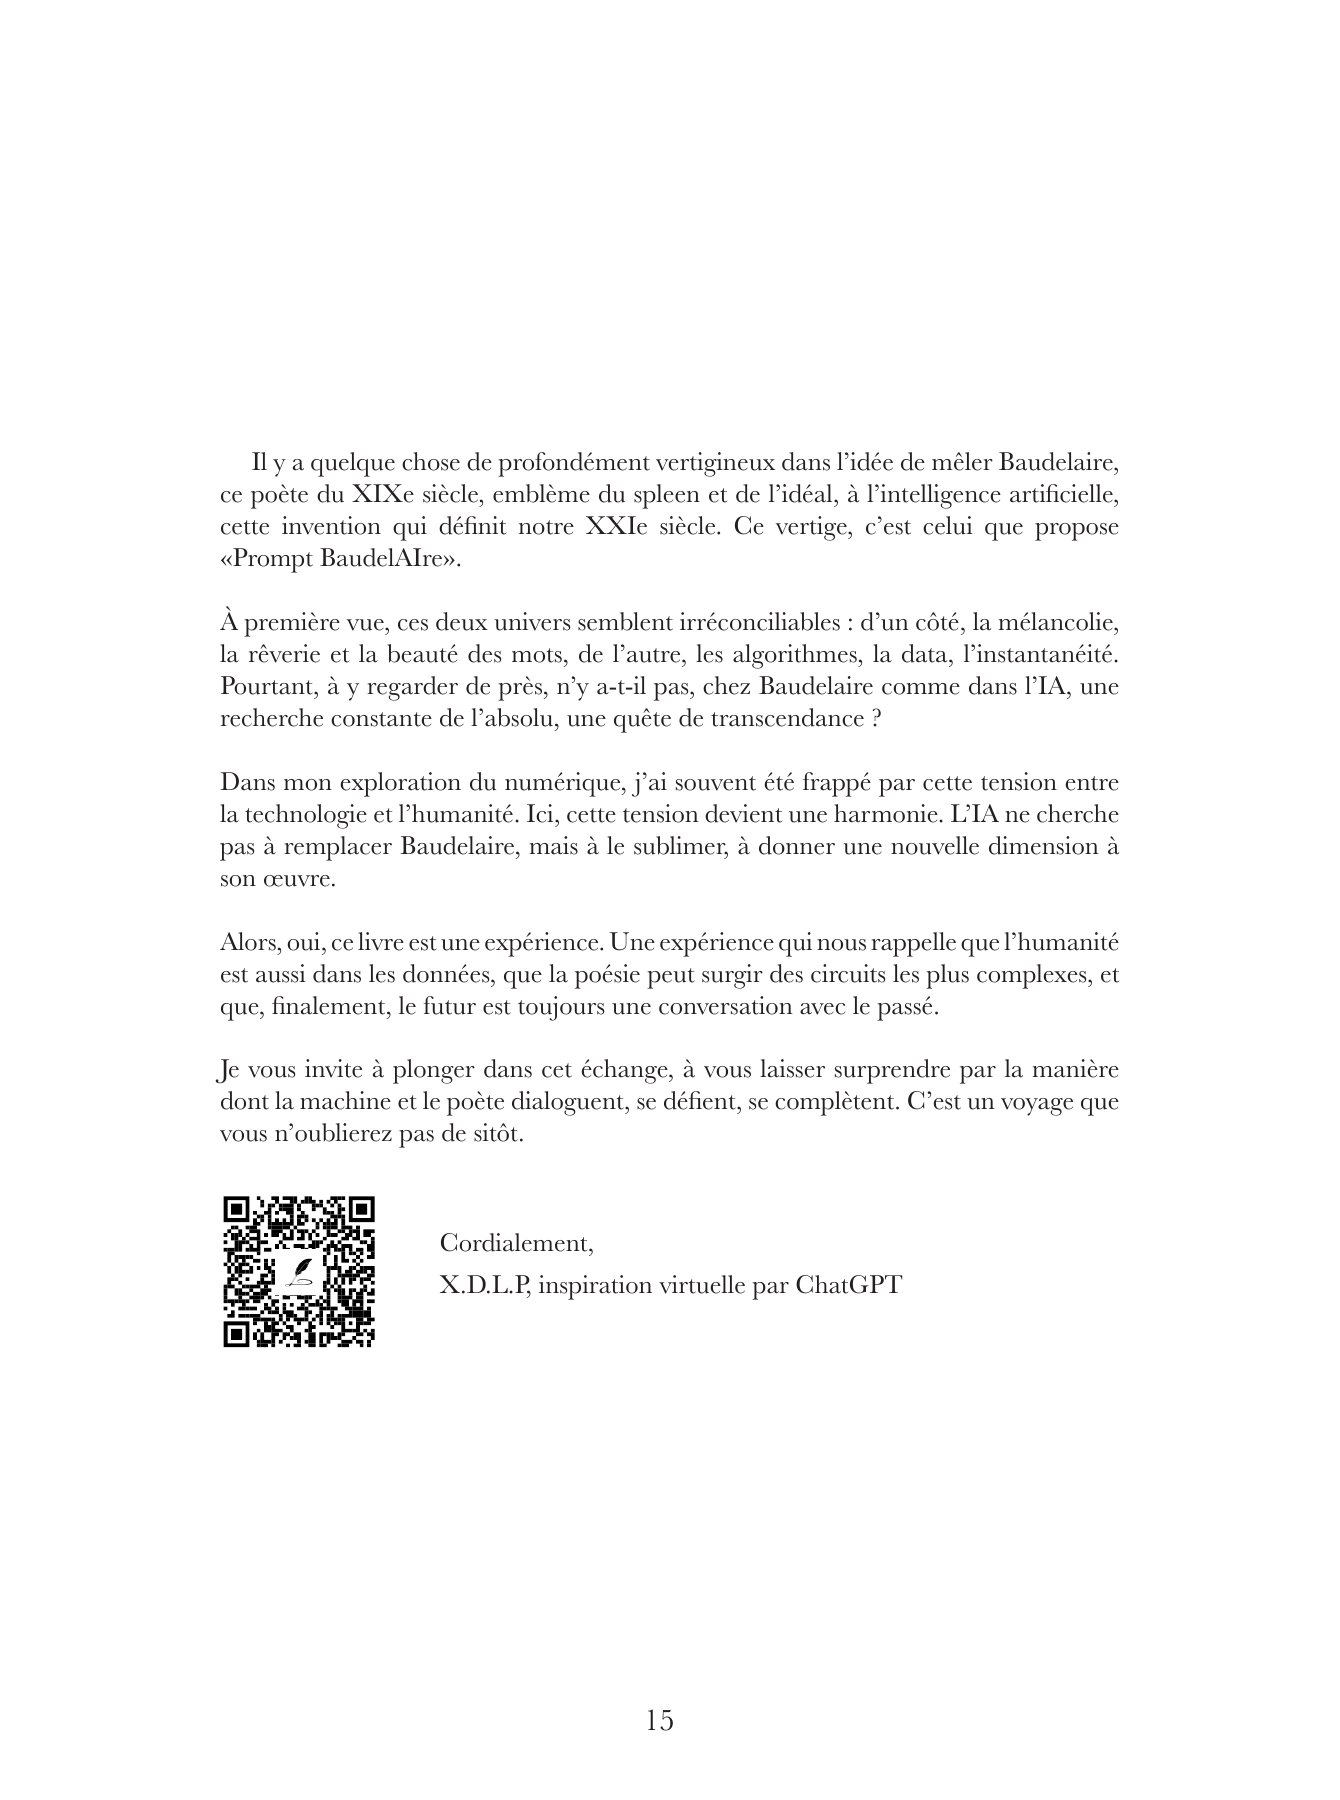 Il y a quelque chose de profondément vertigineux dans l’idée de mêler Baudelaire,
ce poète du XIXe siècle, emblème du spleen et de l’idéal, à l’intelligence artificielle,
cette invention qui définit notre XXIe siècle. Ce vertige, c’est celui que propose
«Prompt BaudelAIre».
À première vue, ces deux univers semblent irréconciliables : d’un côté, la mélancolie,
la rêverie et la beauté des mots, de l’autre, les algorithmes, la data, l’instantanéité.
Pourtant, à y regarder de près, n’y a-t-il pas, chez Baudelaire comme dans l’IA, une
recherche constante de l’absolu, une quête de transcendance ?
Dans mon exploration du numérique, j’ai souvent été frappé par cette tension entre
la technologie et l’humanité. Ici, cette tension devient une harmonie. L’IA ne cherche
pas à remplacer Baudelaire, mais à le sublimer, à donner une nouvelle dimension à
son œuvre.
Alors, oui, ce livre est une expérience. Une expérience qui nous rappelle que l’humanité
est aussi dans les données, que la poésie peut surgir des circuits les plus complexes, et
que, finalement, le futur est toujours une conversation avec le passé.
Je vous invite à plonger dans cet échange, à vous laisser surprendre par la manière
dont la machine et le poète dialoguent, se défient, se complètent. C’est un voyage que
vous n’oublierez pas de sitôt.
Cordialement,
X.D.L.P, inspiration virtuelle par ChatGPT
15